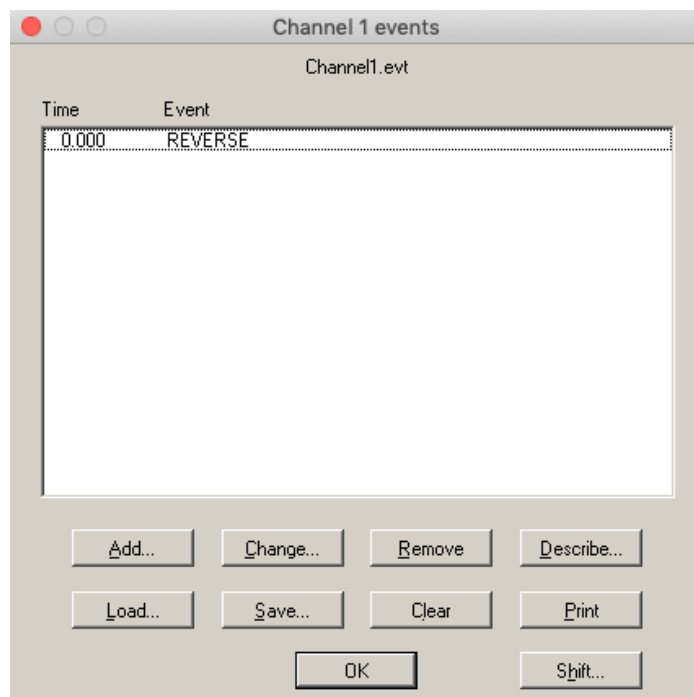 Channel 1 events
Channel1.evt
Time Event
0.000 REVERSE
Add... Change... Remove Describe...
Load... Save... Clear Print
OK Shift...